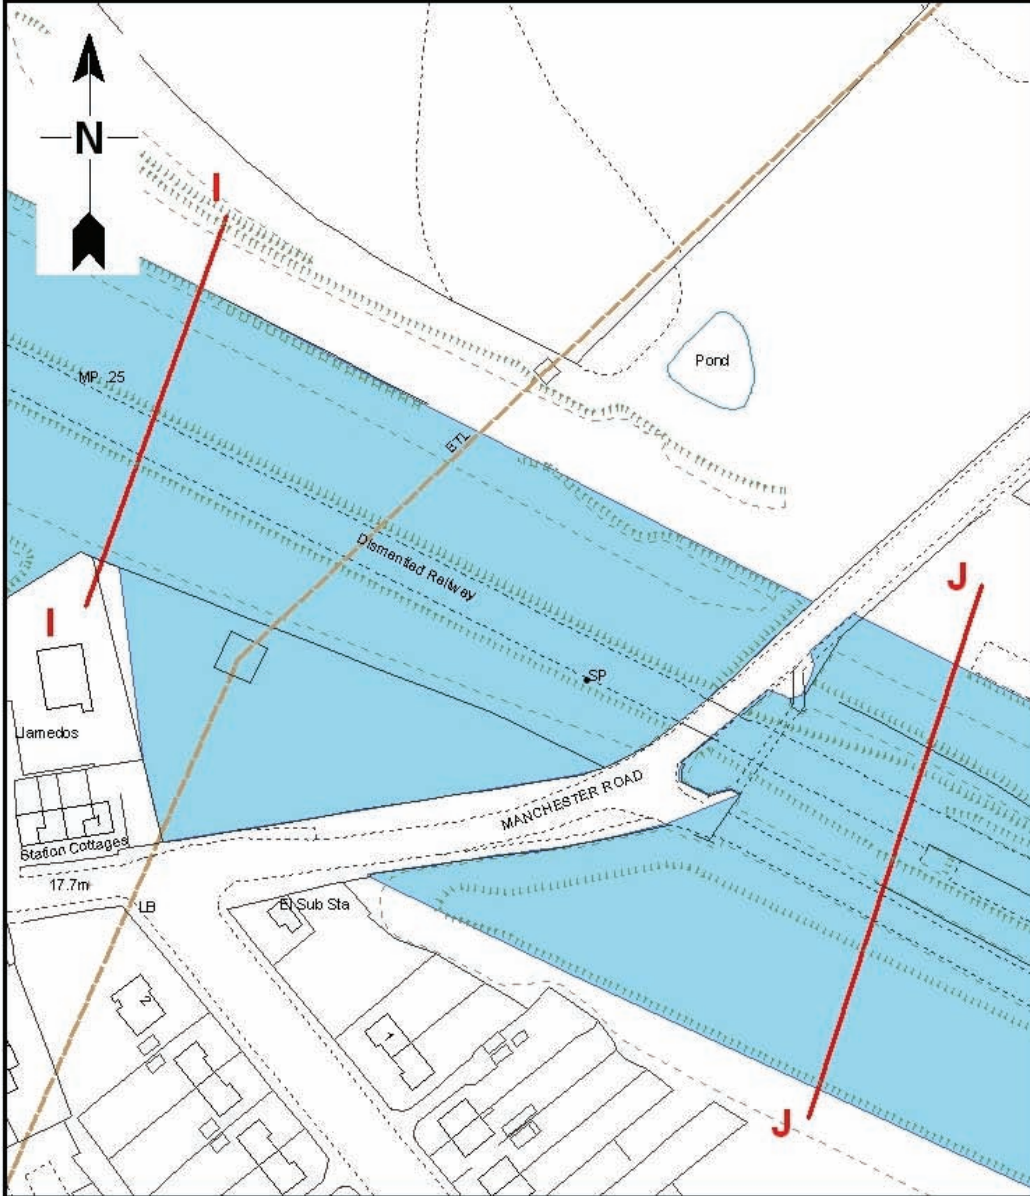 N
I
MP .25
Pond
ETL
Dismantled Railway
J
I
SP
Llamedos
MANCHESTER ROAD
1
Station Cottages
17.7m
LB
El Sub Sta
2
1
J